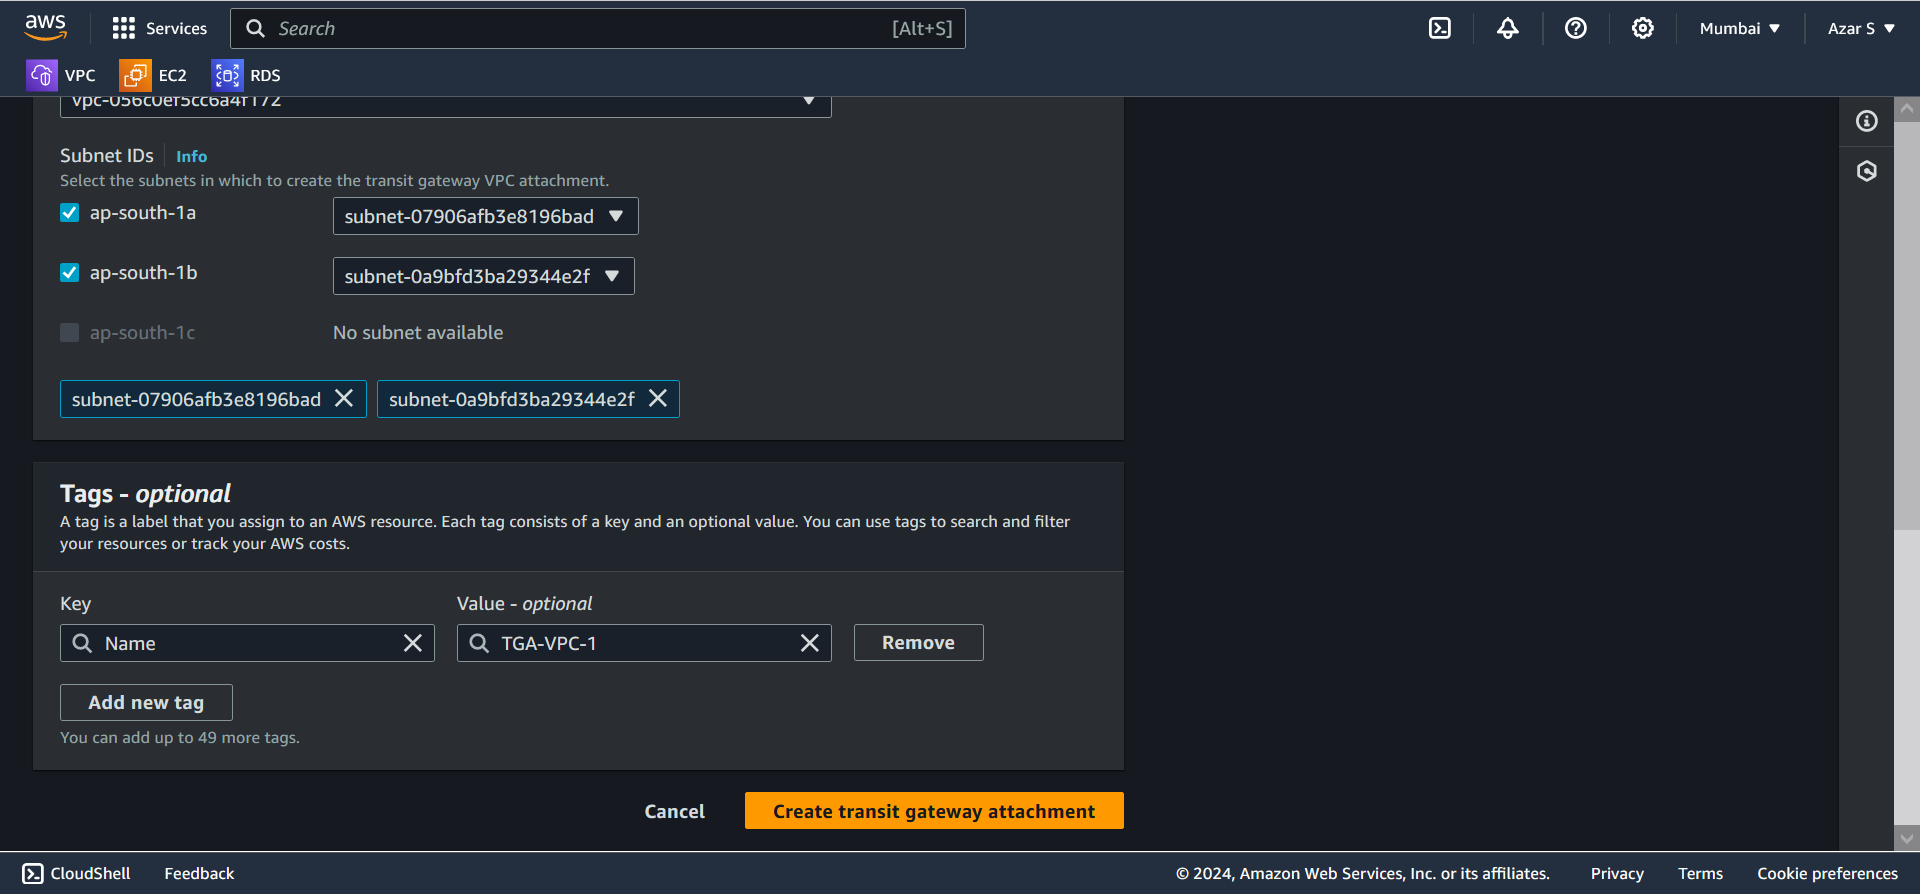 aws
Services
Search
[Alt+S]
Mumbai
Azar S
VPC
EC2
RDS
vpc-056c0ef5cc6a4f172
Subnet IDs
Info
Select the subnets in which to create the transit gateway VPC attachment.
ap-south-1a
subnet-07906afb3e8196bad
ap-south-1b
subnet-0a9bfd3ba29344e2f
ap-south-1c
No subnet available
subnet-07906afb3e8196bad
subnet-0a9bfd3ba29344e2f
Tags - optional
A tag is a label that you assign to an AWS resource. Each tag consists of a key and an optional value. You can use tags to search and filter
your resources or track your AWS costs.
Key
Value - optional
Name
TGA-VPC-1
Remove
Add new tag
You can add up to 49 more tags.
Cancel
Create transit gateway attachment
CloudShell
Feedback
© 2024, Amazon Web Services, Inc. or its affiliates.
Privacy
Terms
Cookie preferences